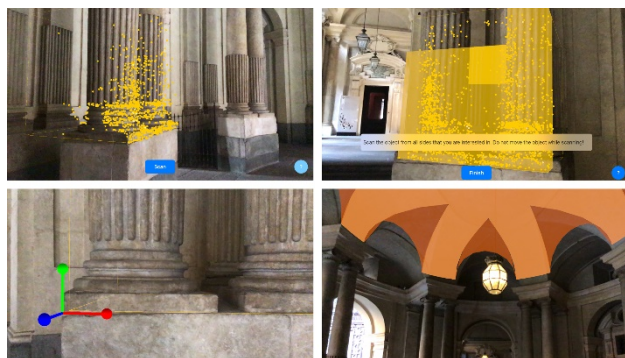 Scan
Scan the object from all sides that you are interested in. Do not move the object while scanning!
Finish